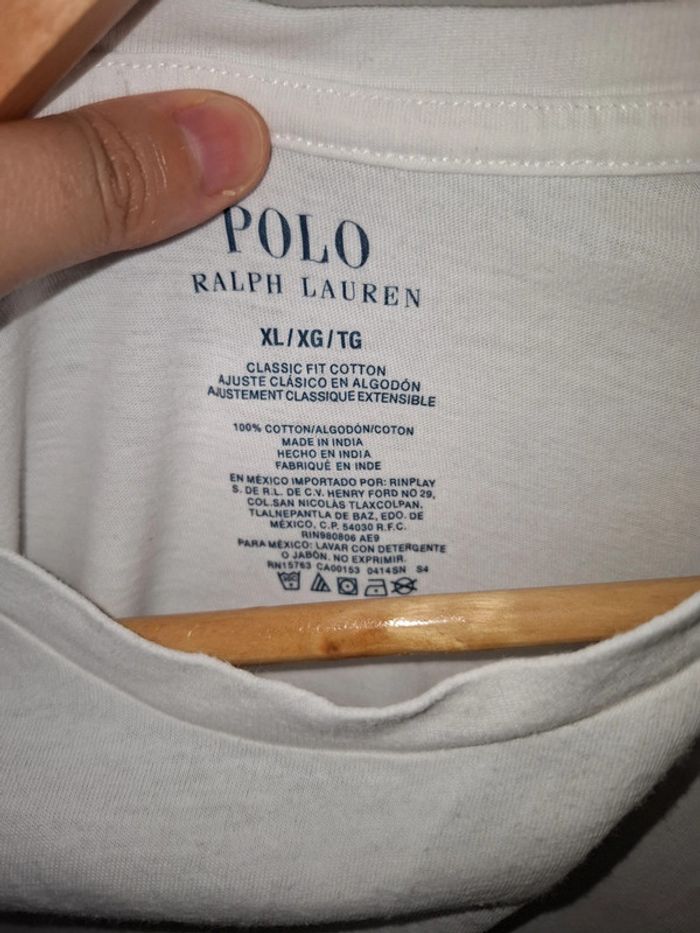 POLO
RALPH LAUREN
XL/XG/TG
CLASSIC FIT COTTON
AJUSTE CLÁSICO EN ALGODÓN
AJUSTEMENT CLASSIQUE EXTENSIBLE
100% COTTON/ALGODÓN/COTON
MADE IN INDIA
HECHO EN INDIA
FABRIQUÉ EN INDE
EN MÉXICO IMPORTADO POR: RINPLAY
S. DE R.L. DE C.V. HENRY FORD NO 29,
COL.SAN NICOLÁS TLAXCOLPAN.
TLALNEPANTLA DE BAZ, EDO. DE
MÉXICO, C.P. 54030 R.F.C.
RIN980806 AE9
PARA MÉXICO: LAVAR CON DETERGENTE
O JABÓN. NO EXPRIMIR.
RN15763 CA00153 0414SN S4